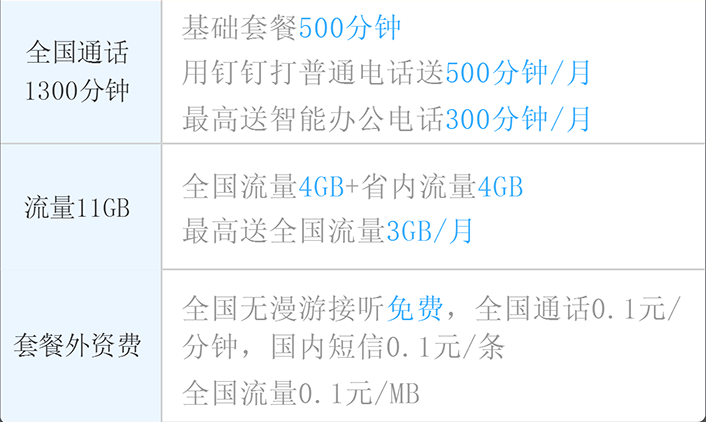 全国通话
1300分钟
基础套餐500分钟
用钉钉打普通电话送500分钟/月
最高送智能办公电话300分钟/月
流量11GB
全国流量4GB+省内流量4GB
最高送全国流量3GB/月
套餐外资费
全国无漫游接听免费，全国通话0.1元/
分钟，国内短信0.1元/条
全国流量0.1元/MB